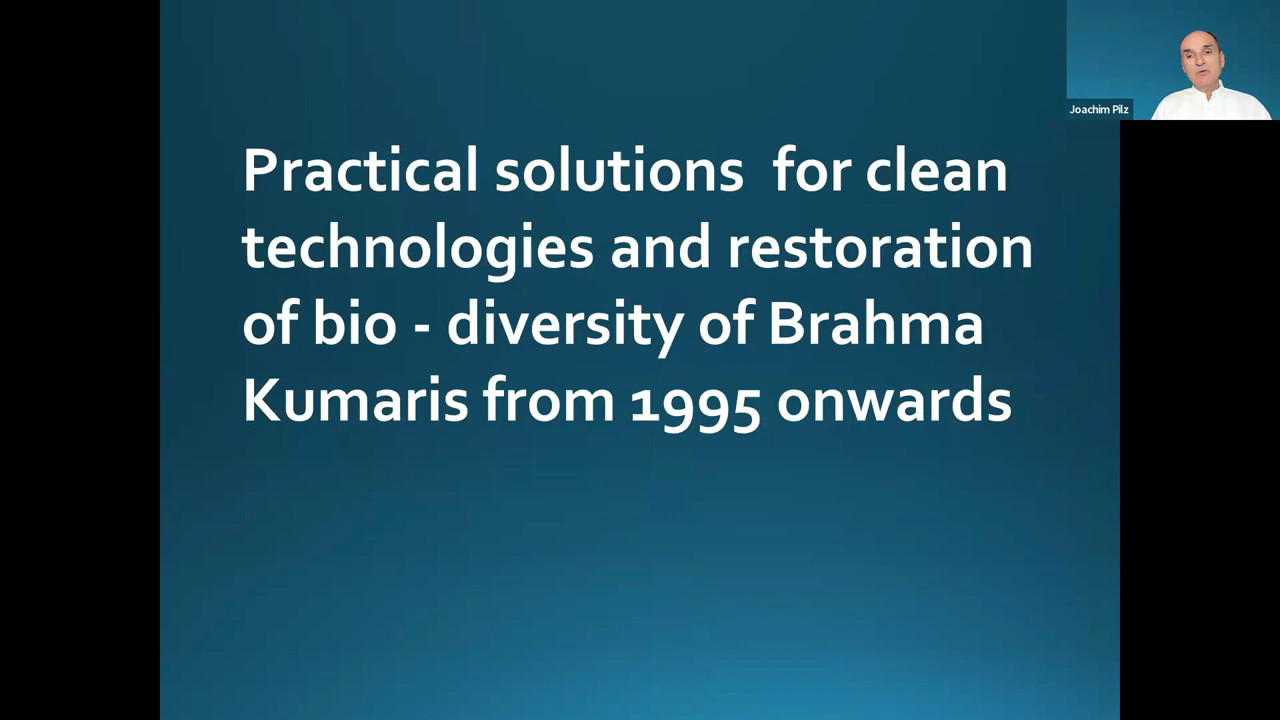 Joachim Pilz
Practical solutions  for clean
technologies and restoration
of bio - diversity of Brahma
Kumaris from 1995 onwards